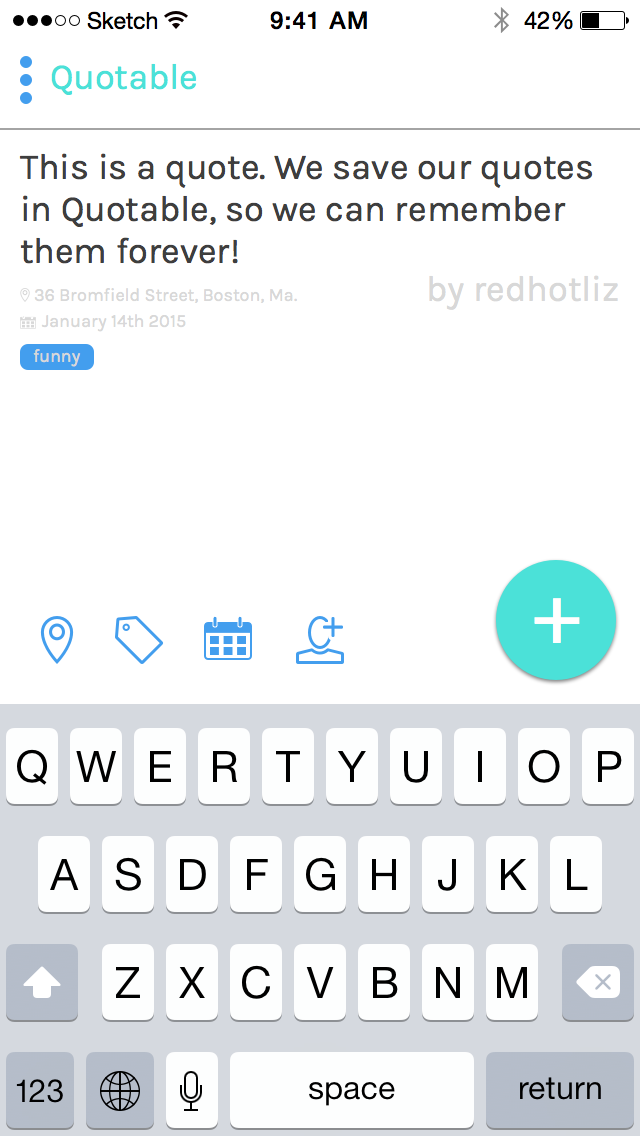 Sketch 9:41 AM 42%
Quotable
This is a quote. We save our quotes
in Quotable, so we can remember
them forever!
by redhotliz
36 Bromfield Street, Boston, Ma.
January 14th 2015
funny
Q W E R T Y U I O P
A S D F G H J K L
Z X C V B N M
123 space return